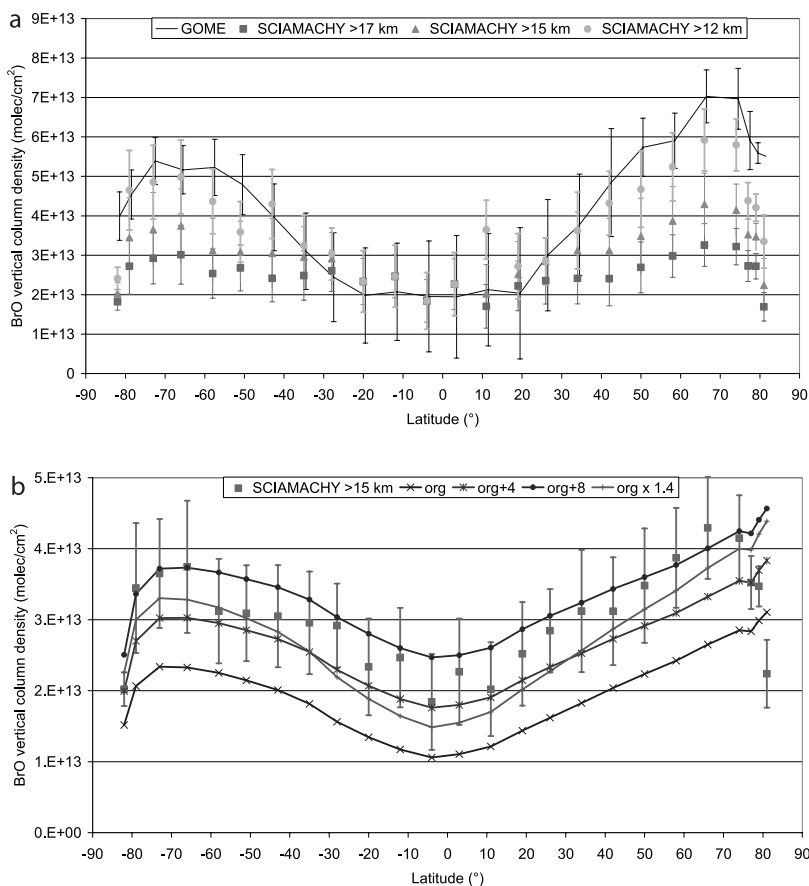 a
GOME SCIAMACHY >17 km SCIAMACHY >15 km SCIAMACHY >12 km
BrO vertical column density (molec/cm²)
9E+13
8E+13
7E+13
6E+13
5E+13
4E+13
3E+13
2E+13
1E+13
0
-90 -80 -70 -60 -50 -40 -30 -20 -10 0 10 20 30 40 50 60 70 80 90
Latitude (°)
b
SCIAMACHY >15 km org org+4 org+8 org x 1.4
BrO vertical column density (molec/cm²)
5.E+13
4.E+13
3.E+13
2.E+13
1.E+13
0.E+00
-90 -80 -70 -60 -50 -40 -30 -20 -10 0 10 20 30 40 50 60 70 80 90
Latitude (°)